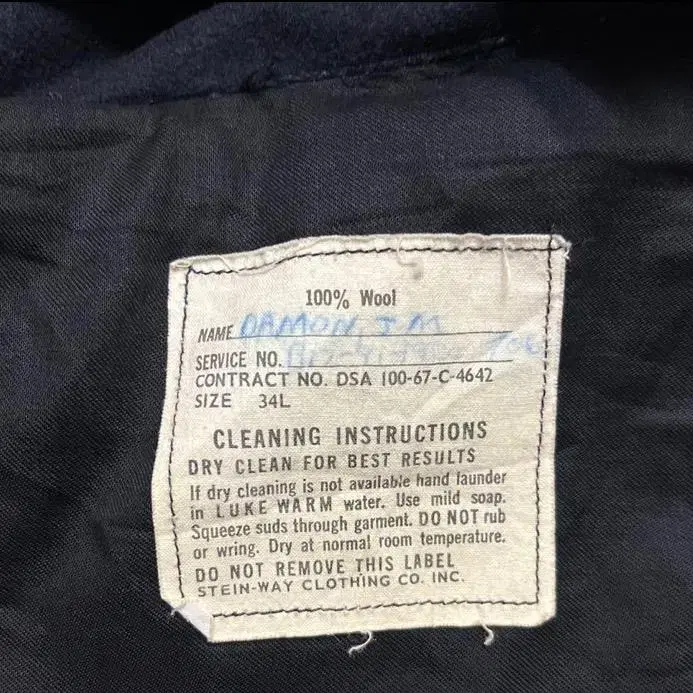 100% Wool
NAME DAMON, J M
SERVICE NO.
CONTRACT NO. DSA 100-67-C-4642
SIZE 34L
CLEANING INSTRUCTIONS
DRY CLEAN FOR BEST RESULTS
If dry cleaning is not available hand launder
in LUKE WARM water. Use mild soap.
Squeeze suds through garment. DO NOT rub
or wring. Dry at normal room temperature.
DO NOT REMOVE THIS LABEL
STEIN-WAY CLOTHING CO. INC.